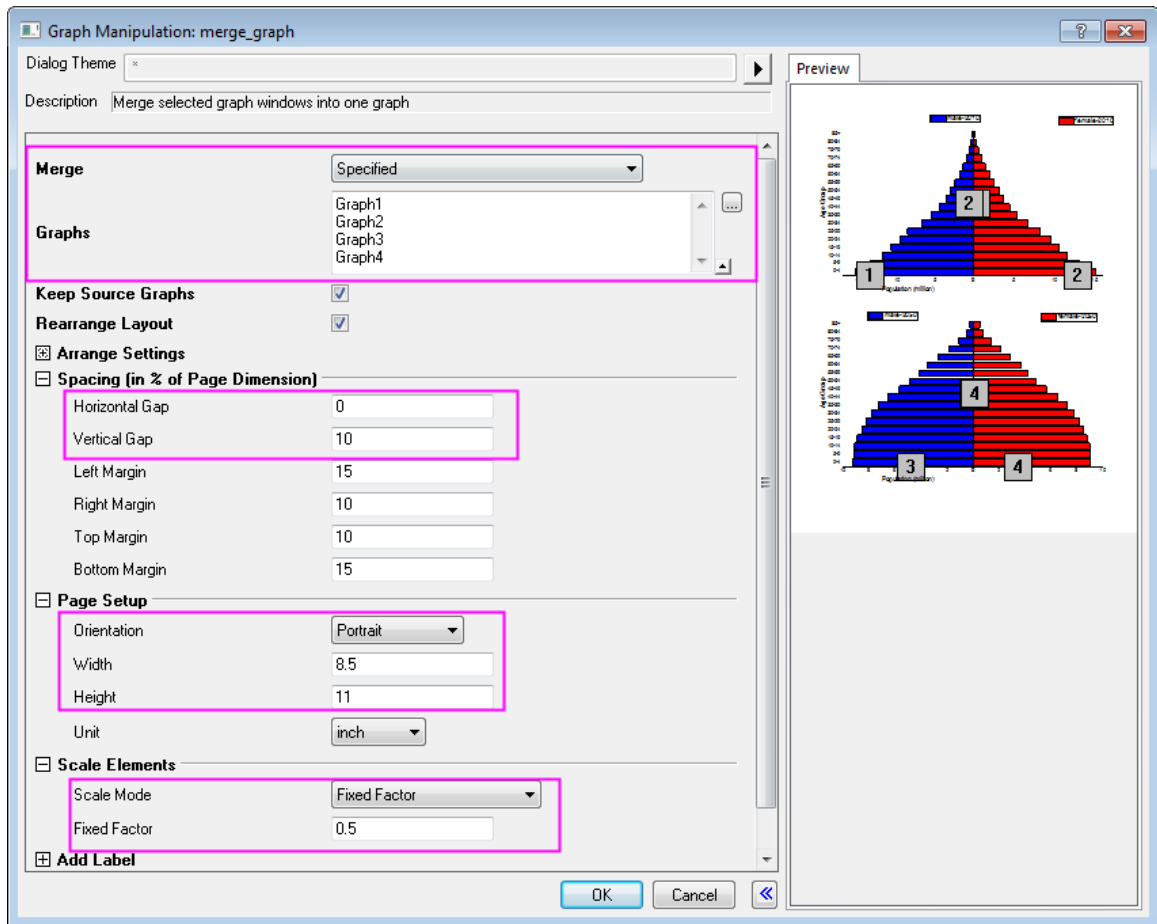 Graph Manipulation: merge_graph
Dialog Theme *
Description Merge selected graph windows into one graph
Merge Specified
Graphs
Graph1
Graph2
Graph3
Graph4
...
Keep Source Graphs
Rearrange Layout
Arrange Settings
Spacing (in % of Page Dimension)
Horizontal Gap 0
Vertical Gap 10
Left Margin 15
Right Margin 10
Top Margin 10
Bottom Margin 15
Page Setup
Orientation Portrait
Width 8.5
Height 11
Unit inch
Scale Elements
Scale Mode Fixed Factor
Fixed Factor 0.5
Add Label
OK Cancel
Preview
2
1 2
Population (million)
4
3 4
Population (million)